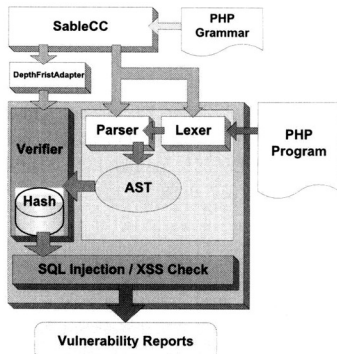 SableCC
PHP
Grammar
DepthFristAdapter
Parser
Lexer
PHP
Program
Verifier
AST
Hash
SQL Injection / XSS Check
Vulnerability Reports